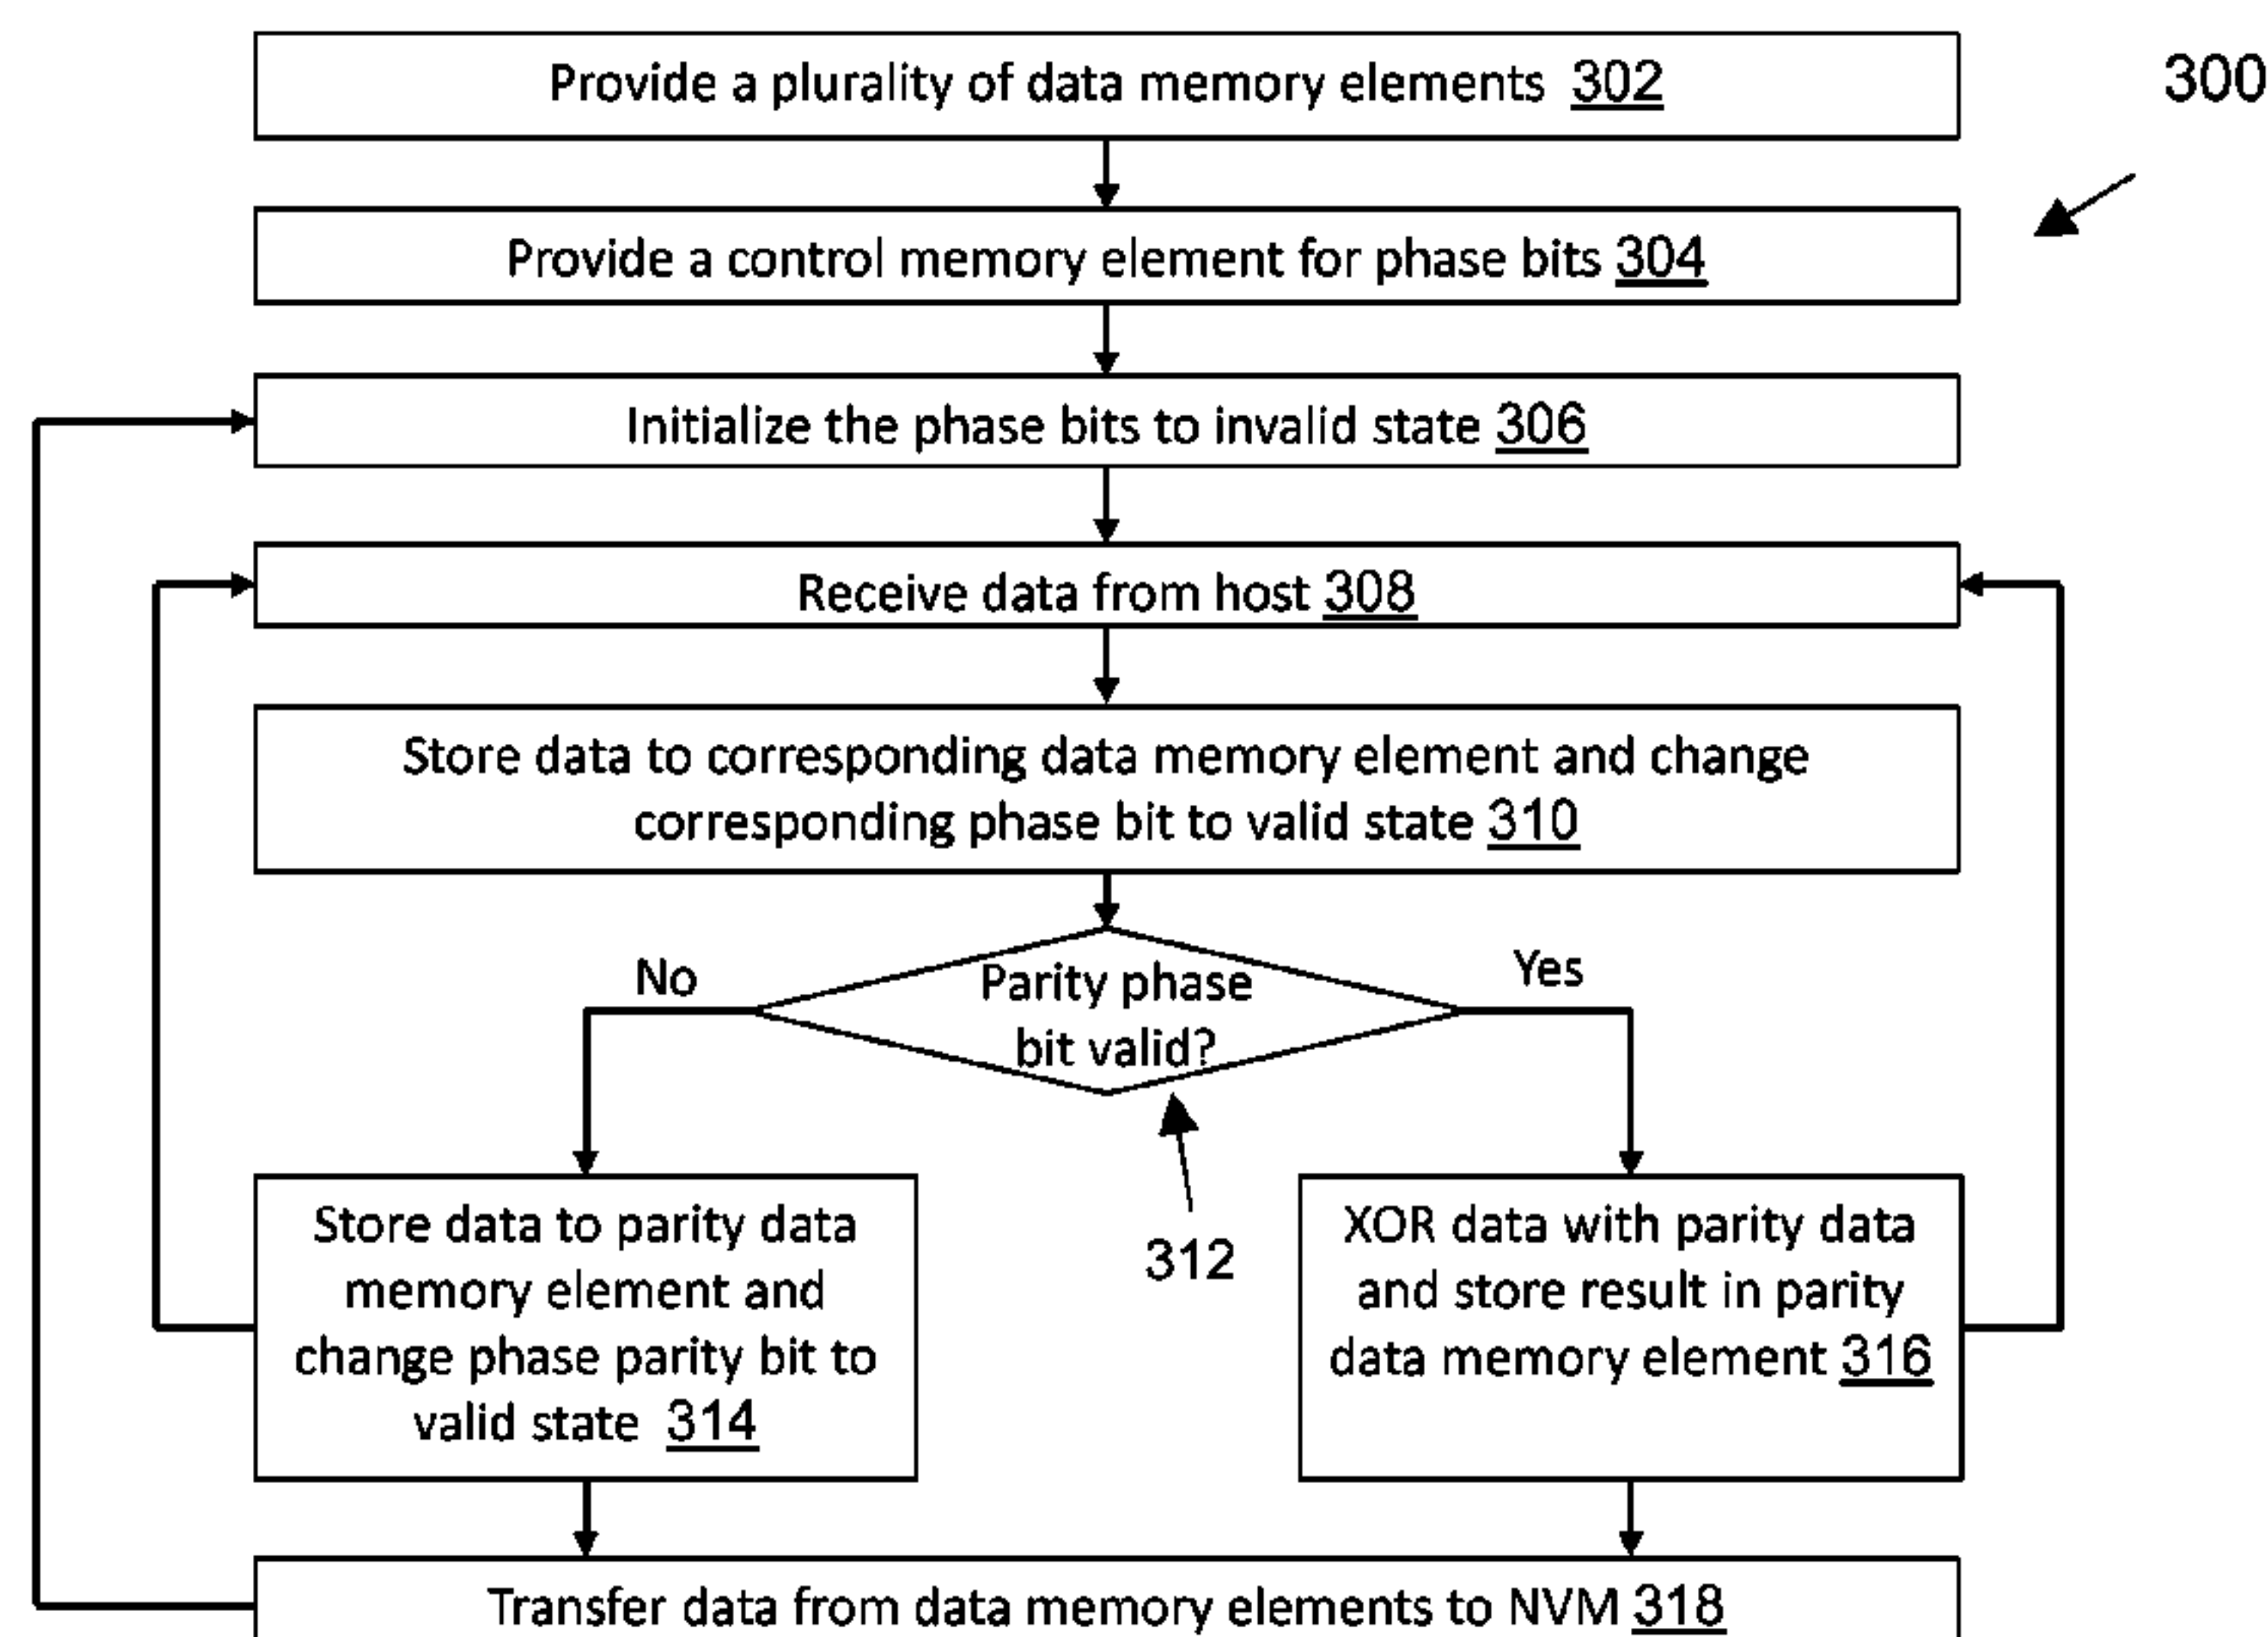 Provide a plurality of data memory elements 302
300
Provide a control memory element for phase bits 304
Initialize the phase bits to invalid state 306
Receive data from host 308
Store data to corresponding data memory element and change
corresponding phase bit to valid state 310
No
Parity phase
bit valid?
Yes
312
Store data to parity data
memory element and
change phase parity bit to
valid state 314
XOR data with parity data
and store result in parity
data memory element 316
Transfer data from data memory elements to NVM 318